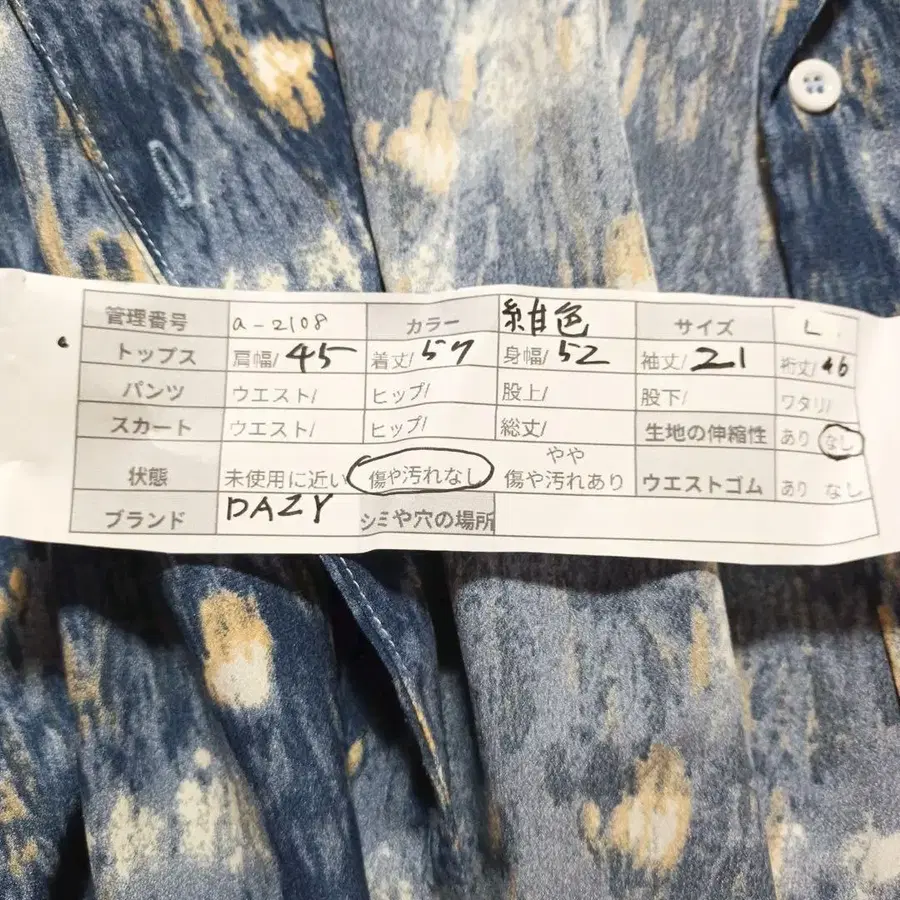 管理番号 a-2108 カラー 紺色 サイズ L
トップス 肩幅/45 着丈/57 身幅/52 袖丈/21 裄丈/46
パンツ ウエスト/ ヒップ/ 股上/ 股下/ ワタリ/
スカート ウエスト/ ヒップ/ 総丈/ 生地の伸縮性 あり なし
状態 未使用に近い 傷や汚れなし やや傷や汚れあり ウエストゴム あり なし
ブランド DAZY シミや穴の場所